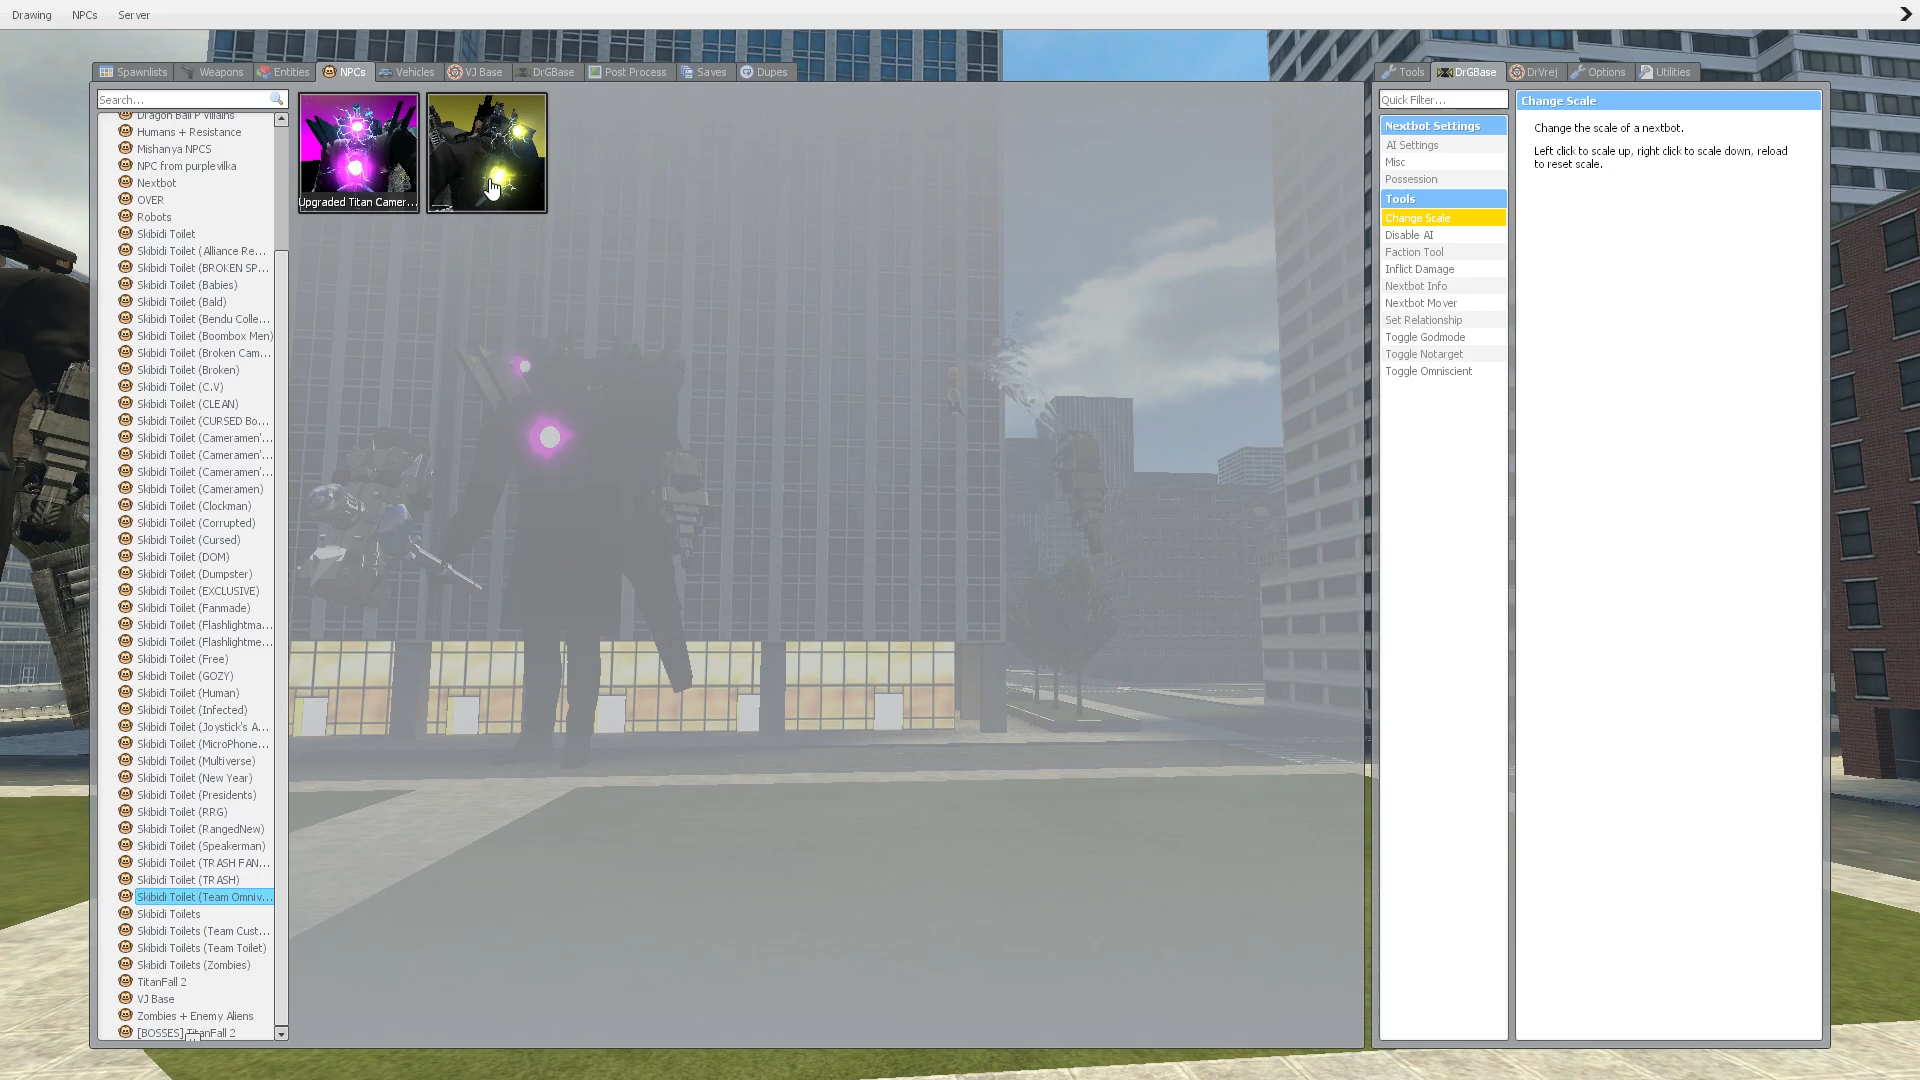 Drawing NPCs Server
Spawnlists Weapons Entities NPCs Vehicles VJ Base DrGBase Post Process Saves Dupes
Tools DrGBase DrVrej Options Utilities
Search...
Dragon Ball P Villains
Humans + Resistance
Mishanya NPCS
NPC from purplevilka
Nextbot
OVER
Robots
Skibidi Toilet
Skibidi Toilet (Alliance Re...
Skibidi Toilet (BROKEN SP...
Skibidi Toilet (Babies)
Skibidi Toilet (Bald)
Skibidi Toilet (Bendu Colle...
Skibidi Toilet (Boombox Men)
Skibidi Toilet (Broken Cam...
Skibidi Toilet (Broken)
Skibidi Toilet (C.V)
Skibidi Toilet (CLEAN)
Skibidi Toilet (CURSED Bo...
Skibidi Toilet (Cameramen'...
Skibidi Toilet (Cameramen'...
Skibidi Toilet (Cameramen'...
Skibidi Toilet (Cameramen)
Skibidi Toilet (Clockman)
Skibidi Toilet (Corrupted)
Skibidi Toilet (Cursed)
Skibidi Toilet (DOM)
Skibidi Toilet (Dumpster)
Skibidi Toilet (EXCLUSIVE)
Skibidi Toilet (Fanmade)
Skibidi Toilet (Flashlightma...
Skibidi Toilet (Flashlightme...
Skibidi Toilet (Free)
Skibidi Toilet (GOZY)
Skibidi Toilet (Human)
Skibidi Toilet (Infected)
Skibidi Toilet (Joystick's A...
Skibidi Toilet (MicroPhone...
Skibidi Toilet (Multiverse)
Skibidi Toilet (New Year)
Skibidi Toilet (Presidents)
Skibidi Toilet (RRG)
Skibidi Toilet (RangedNew)
Skibidi Toilet (Speakerman)
Skibidi Toilet (TRASH FAN...
Skibidi Toilet (TRASH)
Skibidi Toilet (Team Omniv...
Skibidi Toilets
Skibidi Toilets (Team Cust...
Skibidi Toilets (Team Toilet)
Skibidi Toilets (Zombies)
TitanFall 2
VJ Base
Zombies + Enemy Aliens
[BOSSES] TitanFall 2
Upgraded Titan Camer...
Quick Filter...
Nextbot Settings
AI Settings
Misc
Possession
Tools
Change Scale
Disable AI
Faction Tool
Inflict Damage
Nextbot Info
Nextbot Mover
Set Relationship
Toggle Godmode
Toggle Notarget
Toggle Omniscient
Change Scale
Change the scale of a nextbot.
Left click to scale up, right click to scale down, reload
to reset scale.